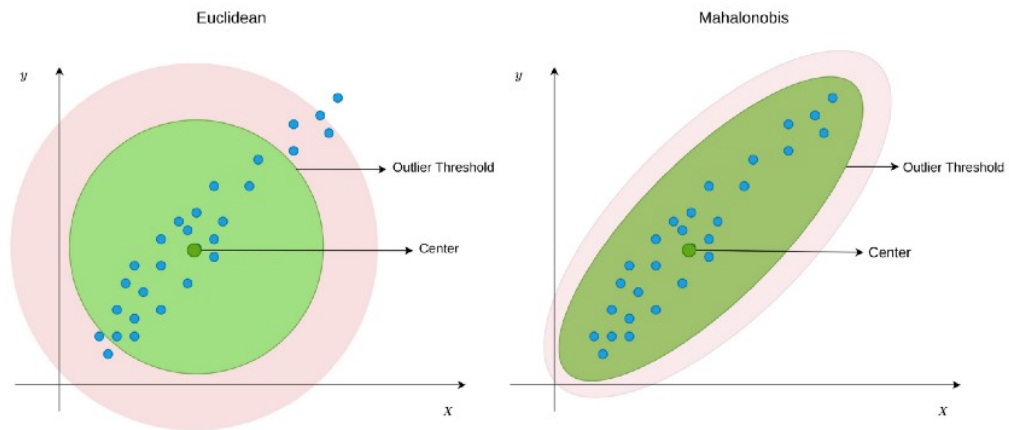 Euclidean
y
Outlier Threshold
Center
x
Mahalonobis
y
Outlier Threshold
Center
x